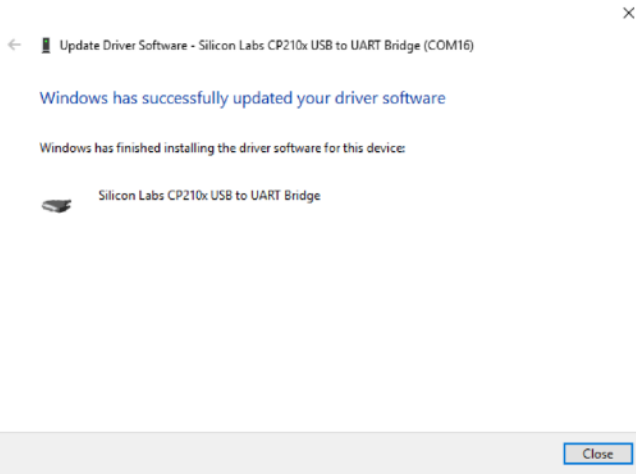 Update Driver Software - Silicon Labs CP210x USB to UART Bridge (COM16)
Windows has successfully updated your driver software
Windows has finished installing the driver software for this device:
Silicon Labs CP210x USB to UART Bridge
Close